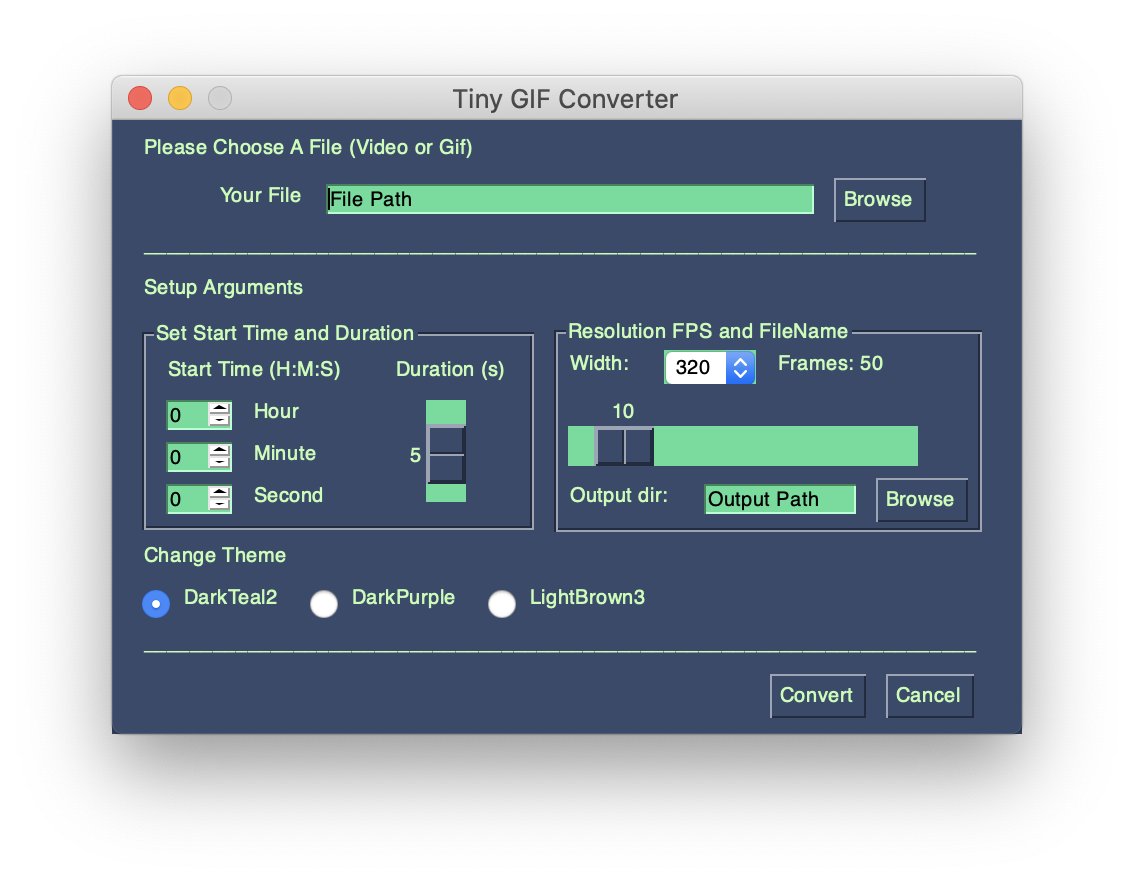 Tiny GIF Converter
Please Choose A File (Video or Gif)
Your File File Path Browse
Setup Arguments
Set Start Time and Duration
Start Time (H:M:S) Duration (s)
0 Hour
0 Minute
5
0 Second
Resolution FPS and FileName
Width: 320 Frames: 50
10
Output dir: Output Path Browse
Change Theme
DarkTeal2 DarkPurple LightBrown3
Convert Cancel